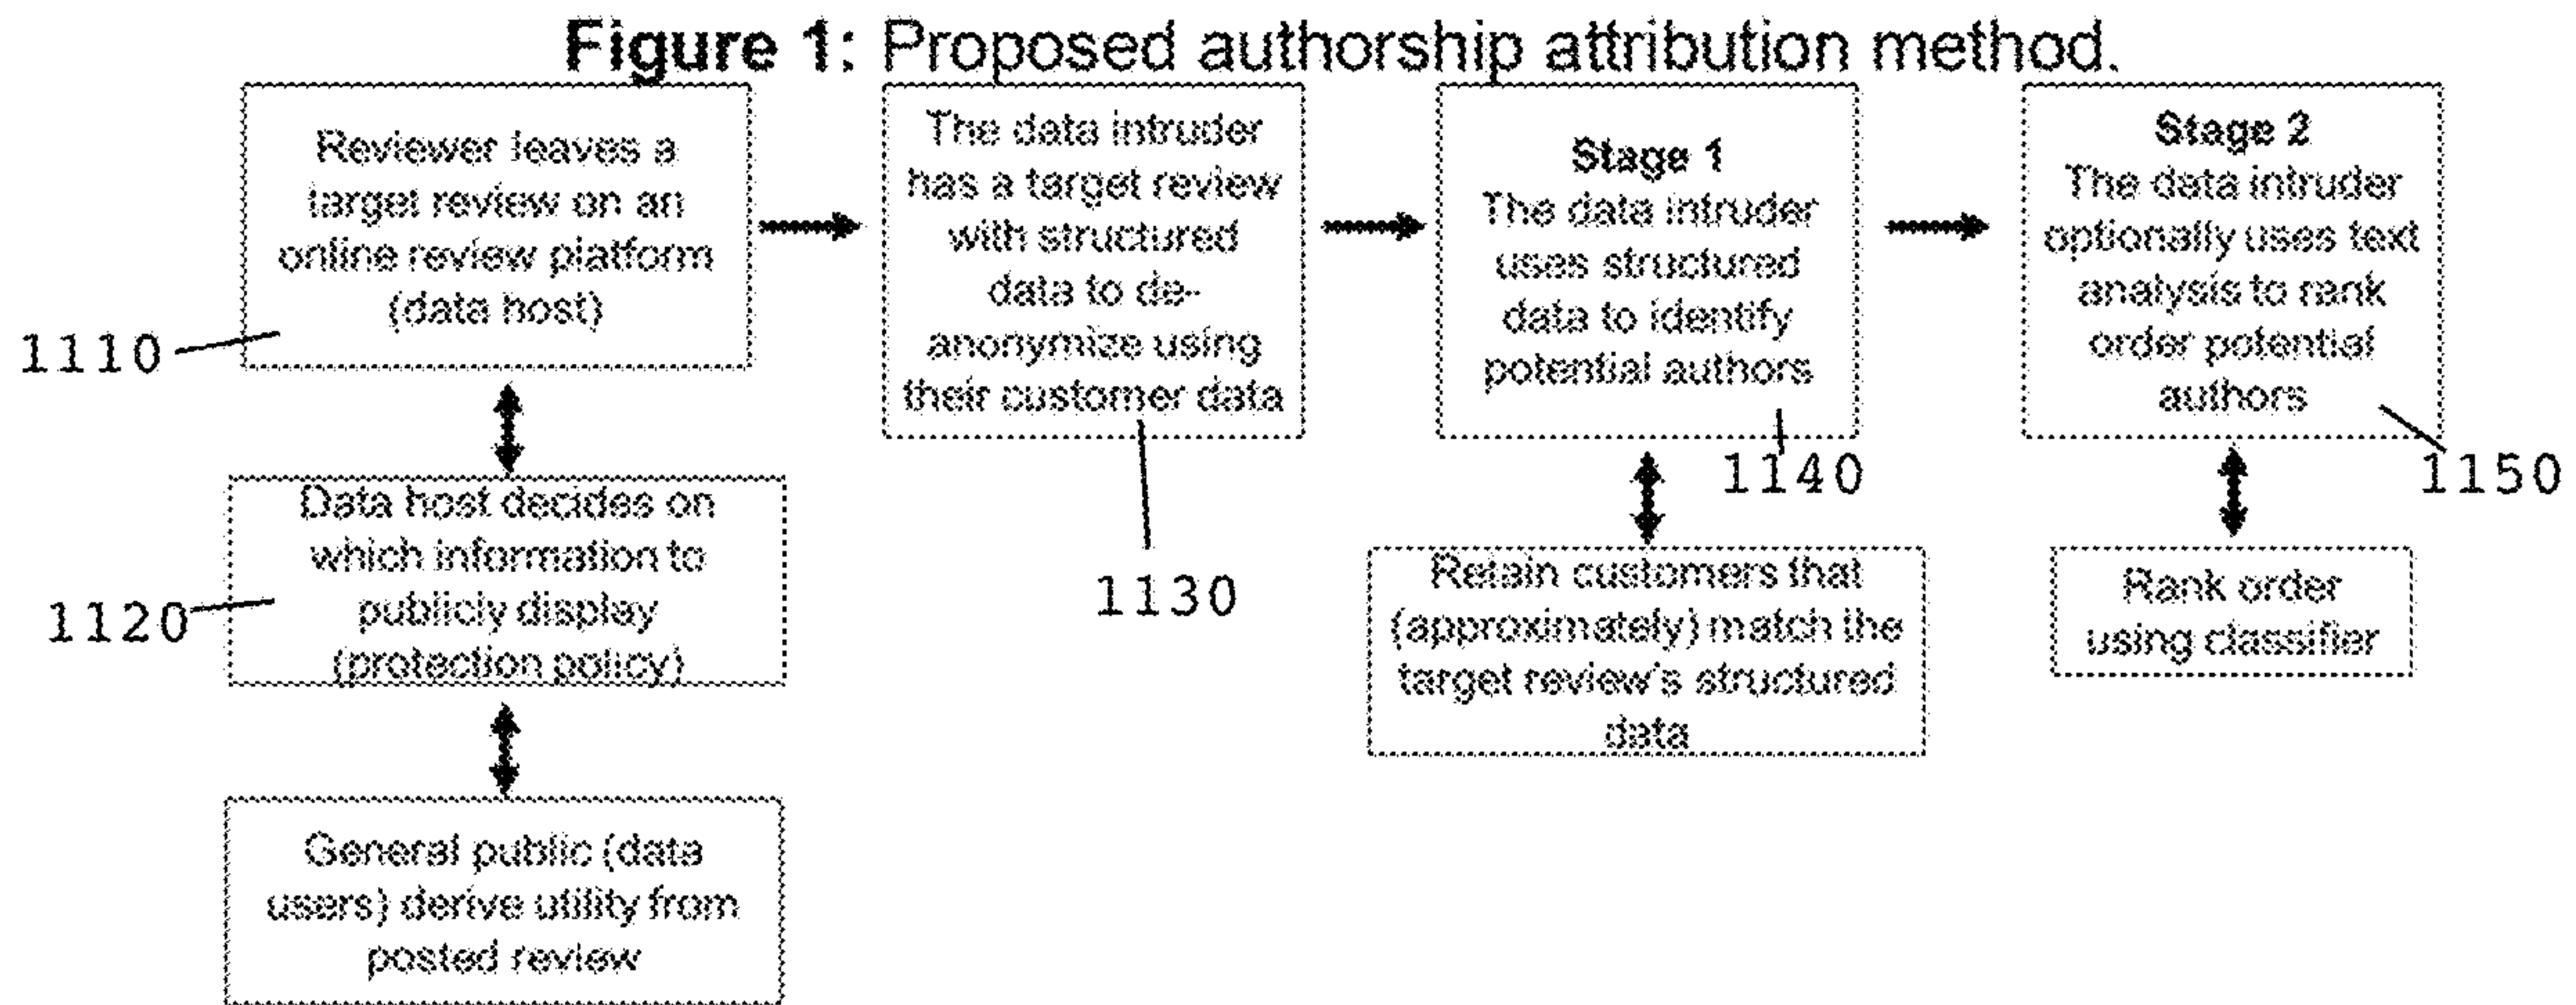 Figure 1: Proposed authorship attribution method.
Reviewer leaves a
target review on an
online review platform
(data host)
1110
Data host decides on
which information to
publicly display
(protection policy)
1120
General public (data
users) derive utility from
posted review
The data intruder
has a target review
with structured
data to de-
anonymize using
their customer data
1130
Stage 1
The data intruder
uses structured
data to identify
potential authors
1140
Retain customers that
(approximately) match the
target review's structured
data
Stage 2
The data intruder
optionally uses text
analysis to rank
order potential
authors
1150
Rank order
using classifier